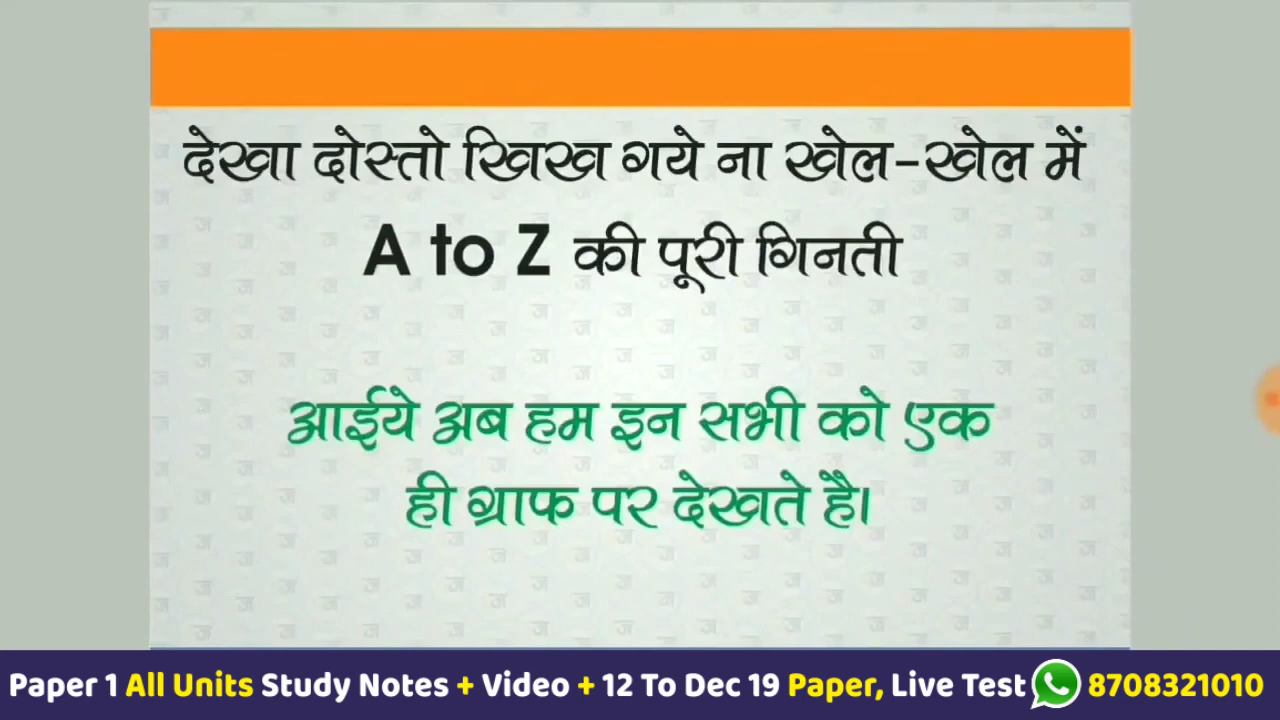 देखा दोस्तो खिख गये ना खेल-खेल में
A to Z की पूरी गिनती
आईये अब हम इन सभी को एक
ही ग्राफ पर देखते है।
Paper 1 All Units Study Notes + Video + 12 To Dec 19 Paper, Live Test 8708321010